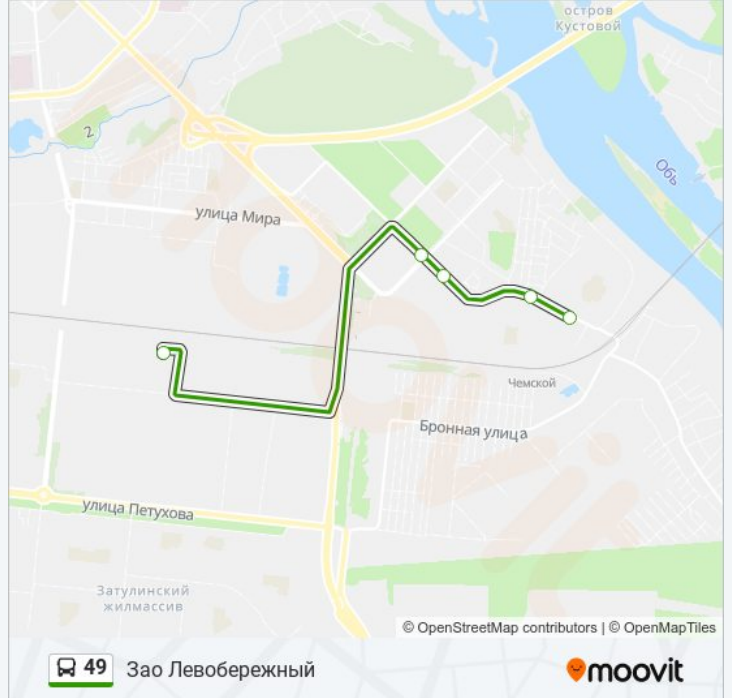 остров
Кустовой
Обь
2
улица Мира
Чемской
Бронная улица
улица Петухова
Затулинский
жилмассив
© OpenStreetMap contributors | © OpenMapTiles
49 Зао Левобережный
moovit